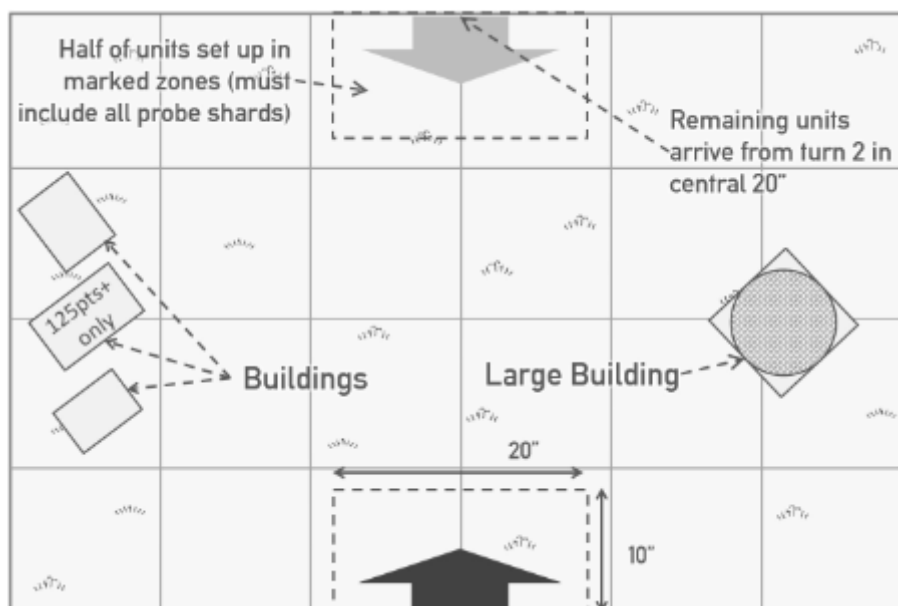 Half of units set up in
marked zones (must
include all probe shards)
Remaining units
arrive from turn 2 in
central 20"
125pts+
only
Buildings
Large Building
20"
10"